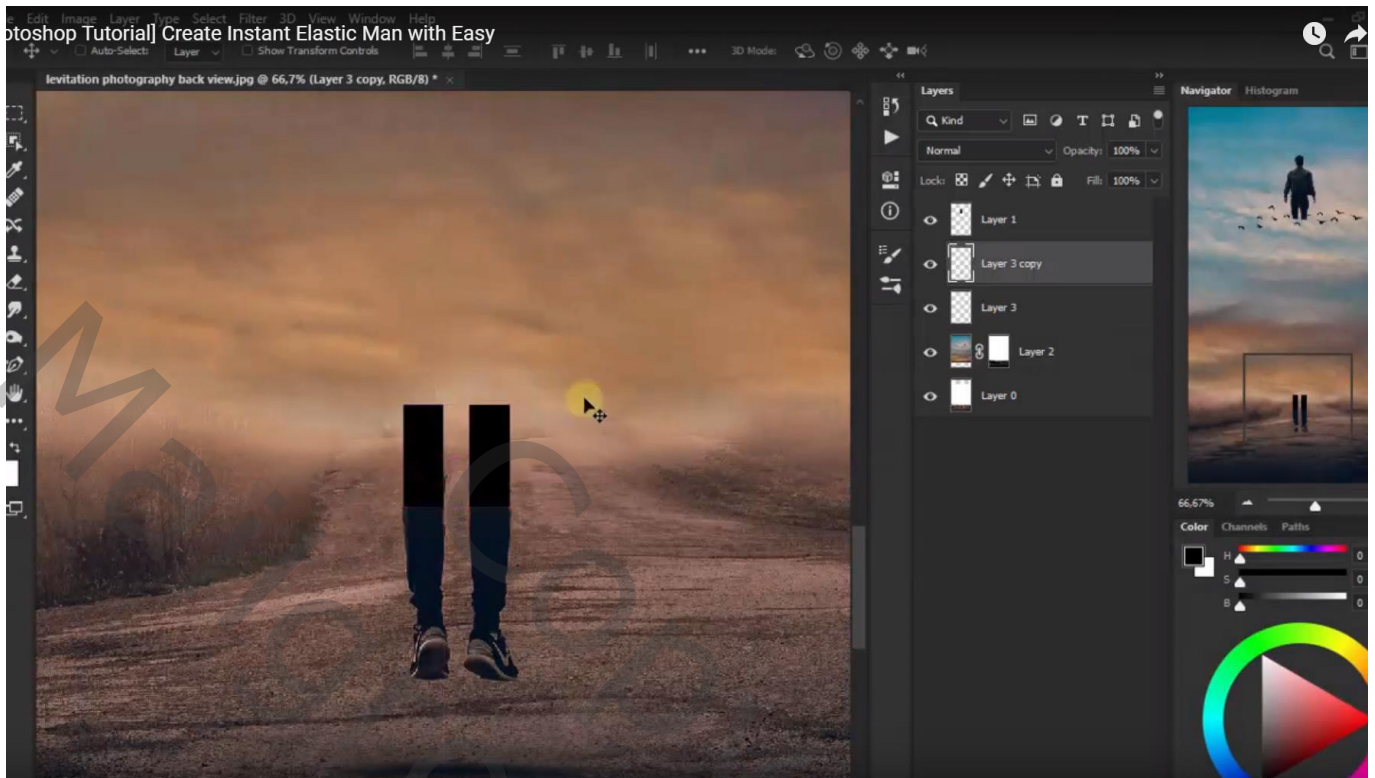 Edit Image Layer Type Select Filter 3D View Window Help
otoshop Tutorial] Create Instant Elastic Man with Easy
Auto-Select: Layer Show Transform Controls 3D Mode:
levitation photography back view.jpg @ 66,7% (Layer 3 copy, RGB/8) * ×
Layers
Kind
Normal Opacity: 100%
Lock: Fill: 100%
Layer 1
Layer 3 copy
Layer 3
Layer 2
Layer 0
Navigator Histogram
66,67%
Color Channels Paths
H 0
S 0
B 0